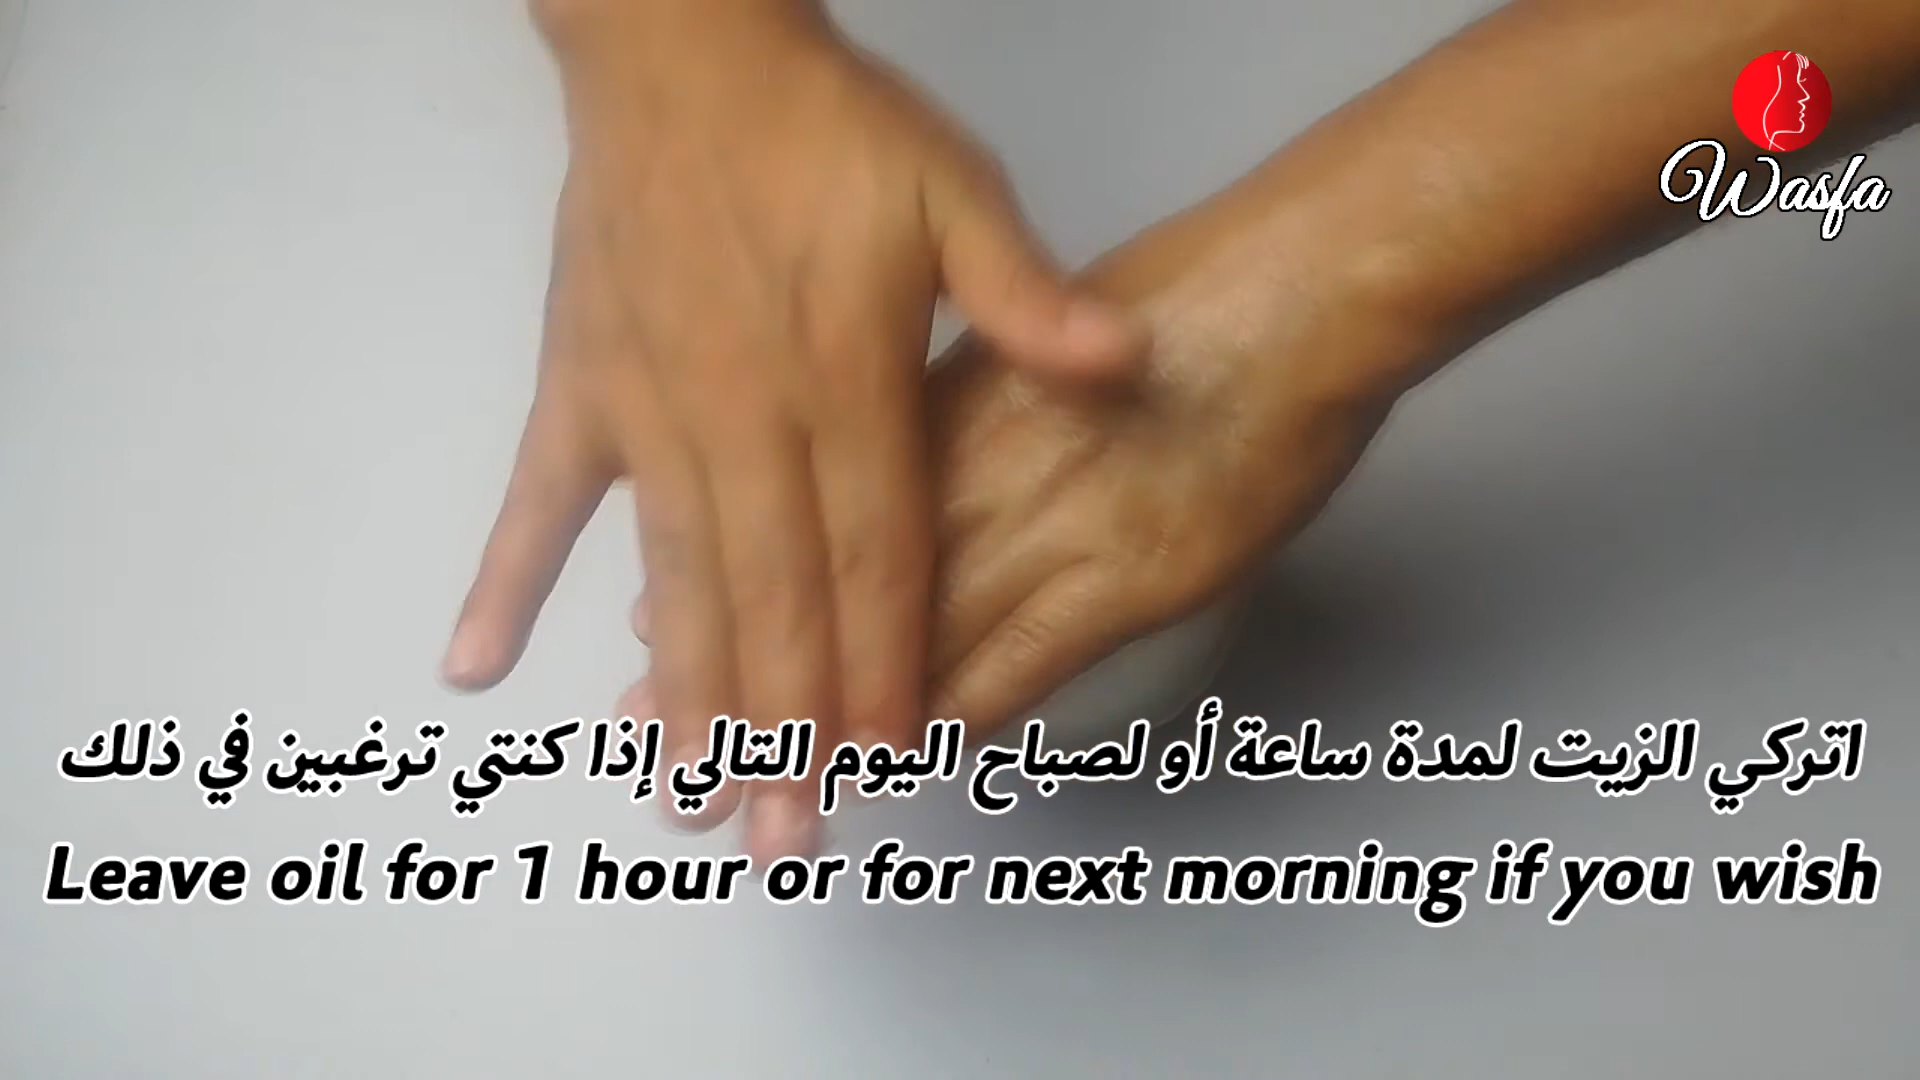 Wasfa
اتركي الزيت لمدة ساعة أو لصباح اليوم التالي إذا كنتي ترغبين في ذلك
Leave oil for 1 hour or for next morning if you wish